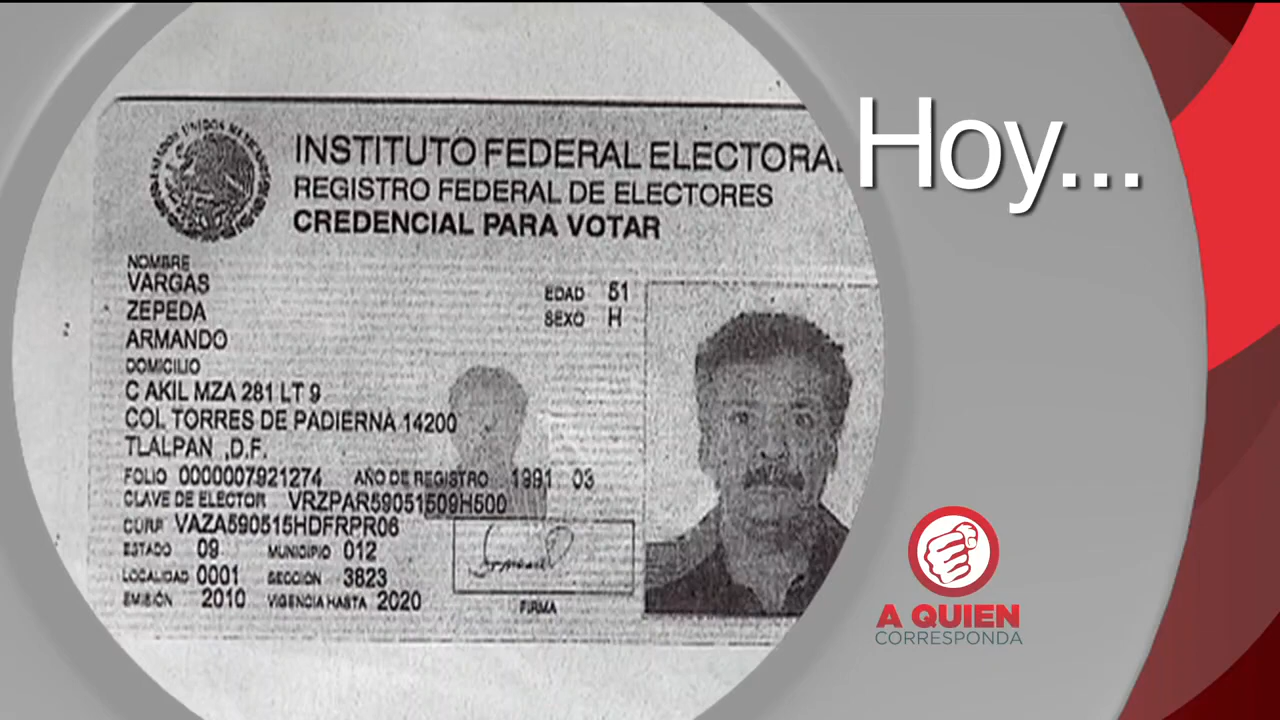 Hoy...
INSTITUTO FEDERAL ELECTORAL
REGISTRO FEDERAL DE ELECTORES
CREDENCIAL PARA VOTAR
NOMBRE
VARGAS
ZEPEDA
ARMANDO
EDAD 51
SEXO H
DOMICILIO
C AKIL MZA 281 LT 9
COL TORRES DE PADIERNA 14200
TLALPAN ,D.F.
FOLIO 0000007921274 AÑO DE REGISTRO 1991 03
CLAVE DE ELECTOR VRZPAR59051509H500
CURP VAZA590515HDFRPR06
ESTADO 09 MUNICIPIO 012
LOCALIDAD 0001 SECCION 3823
EMISIÓN 2010 VIGENCIA HASTA 2020
FIRMA
A QUIEN
CORRESPONDA